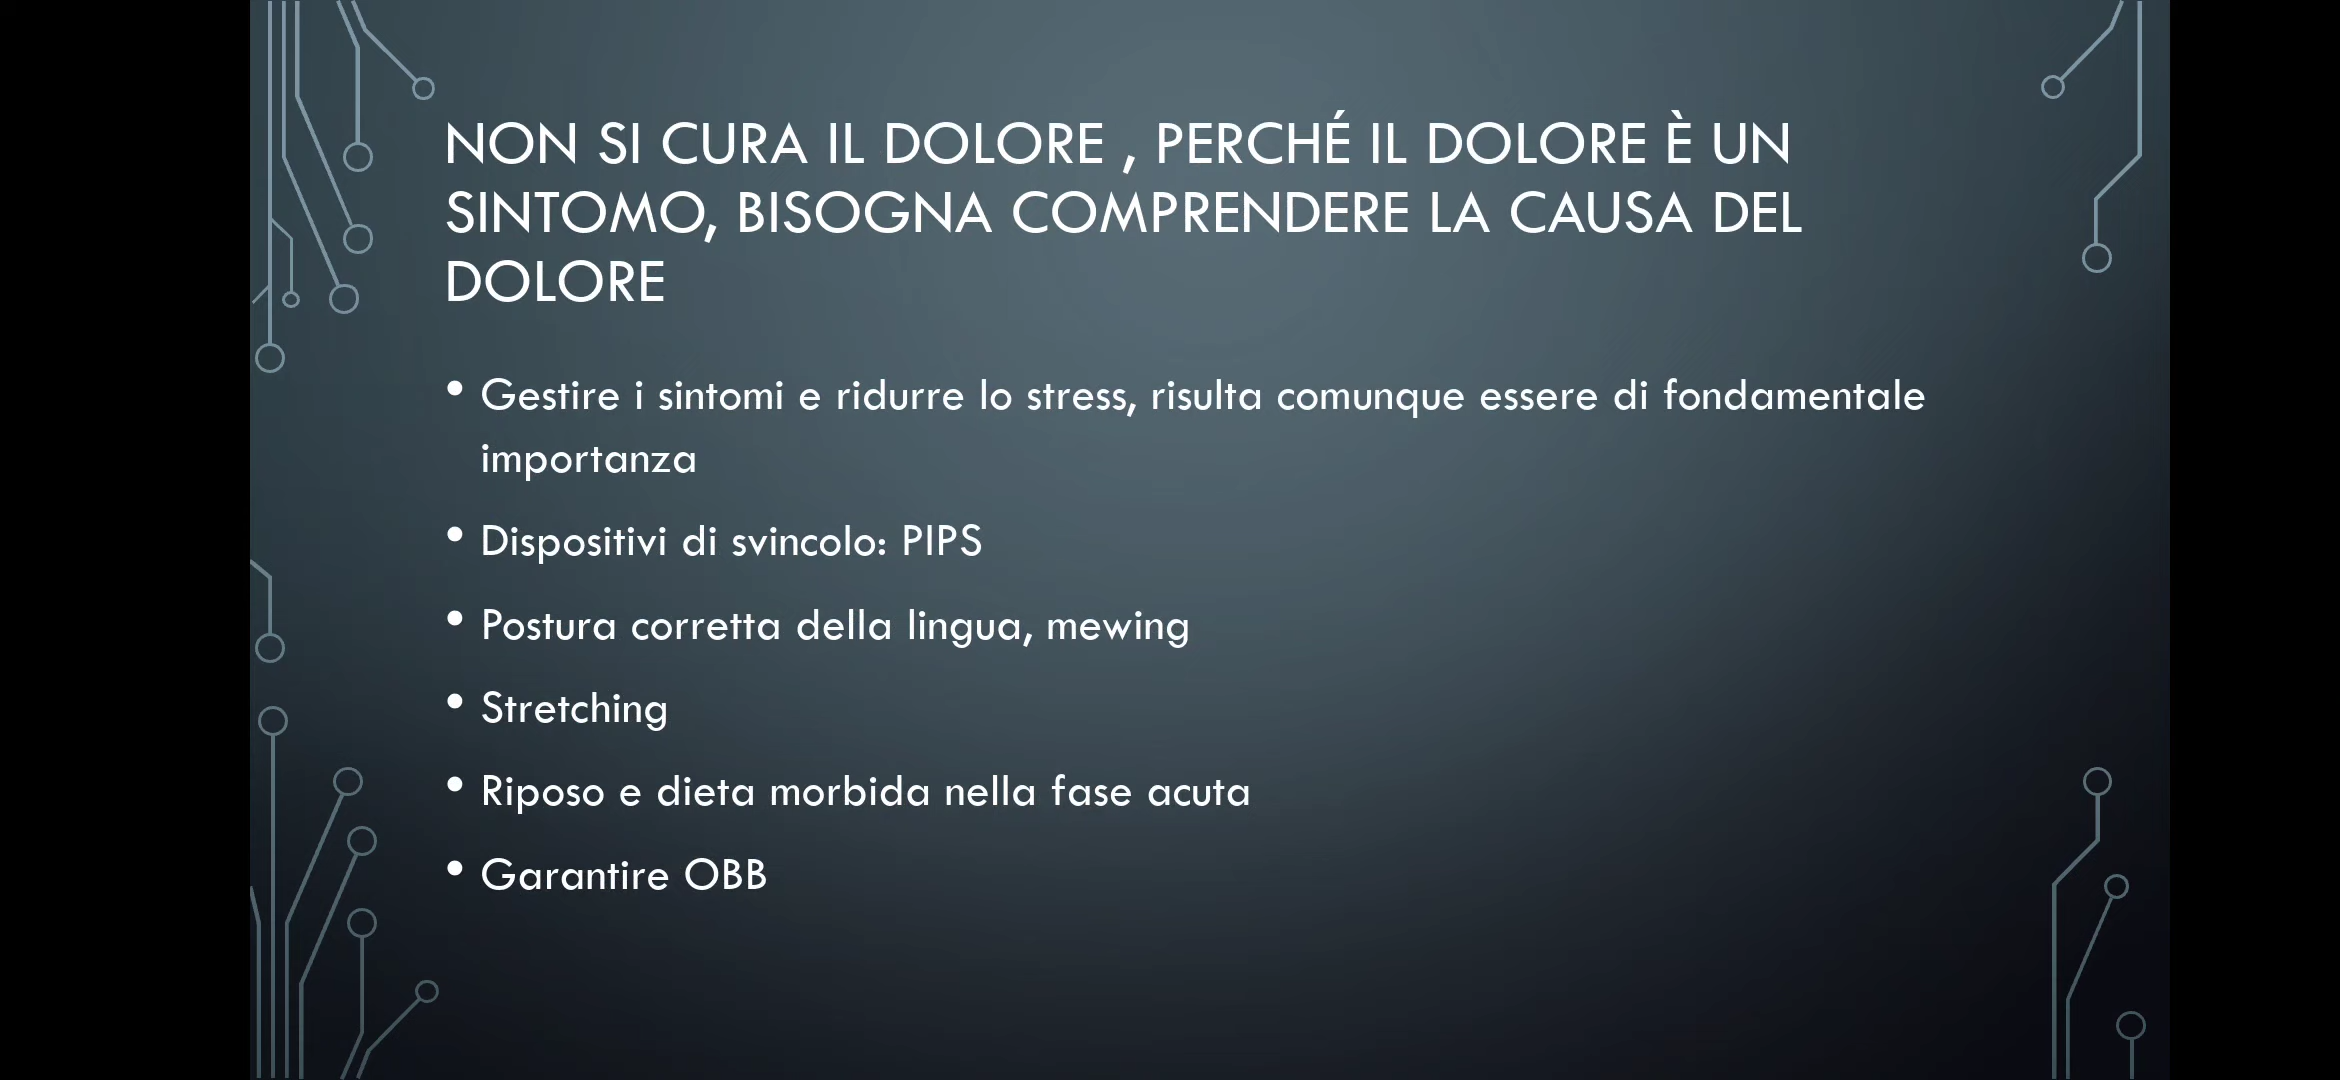 NON SI CURA IL DOLORE , PERCHÉ IL DOLORE È UN
SINTOMO, BISOGNA COMPRENDERE LA CAUSA DEL
DOLORE
• Gestire i sintomi e ridurre lo stress, risulta comunque essere di fondamentale
importanza
• Dispositivi di svincolo: PIPS
• Postura corretta della lingua, mewing
• Stretching
• Riposo e dieta morbida nella fase acuta
• Garantire OBB